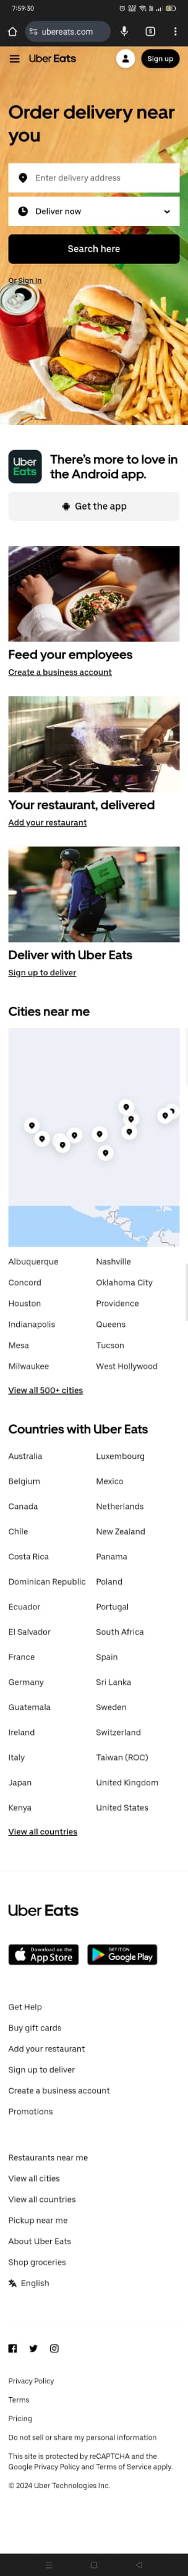 7:59:30
ubereats.com
5
Uber Eats
Sign up
Order delivery near
you
Enter delivery address
Deliver now
Search here
Or Sign In
Uber
Eats
There's more to love in
the Android app.
Get the app
Feed your employees
Create a business account
Your restaurant, delivered
Add your restaurant
Deliver with Uber Eats
Sign up to deliver
Cities near me
Albuquerque
Nashville
Concord
Oklahoma City
Houston
Providence
Indianapolis
Queens
Mesa
Tucson
Milwaukee
West Hollywood
View all 500+ cities
Countries with Uber Eats
Australia
Luxembourg
Belgium
Mexico
Canada
Netherlands
Chile
New Zealand
Costa Rica
Panama
Dominican Republic
Poland
Ecuador
Portugal
El Salvador
South Africa
France
Spain
Germany
Sri Lanka
Guatemala
Sweden
Ireland
Switzerland
Italy
Taiwan (ROC)
Japan
United Kingdom
Kenya
United States
View all countries
Uber Eats
Download on the
App Store
GET IT ON
Google Play
Get Help
Buy gift cards
Add your restaurant
Sign up to deliver
Create a business account
Promotions
Restaurants near me
View all cities
View all countries
Pickup near me
About Uber Eats
Shop groceries
English
Privacy Policy
Terms
Pricing
Do not sell or share my personal information
This site is protected by reCAPTCHA and the
Google Privacy Policy and Terms of Service apply.
© 2024 Uber Technologies Inc.